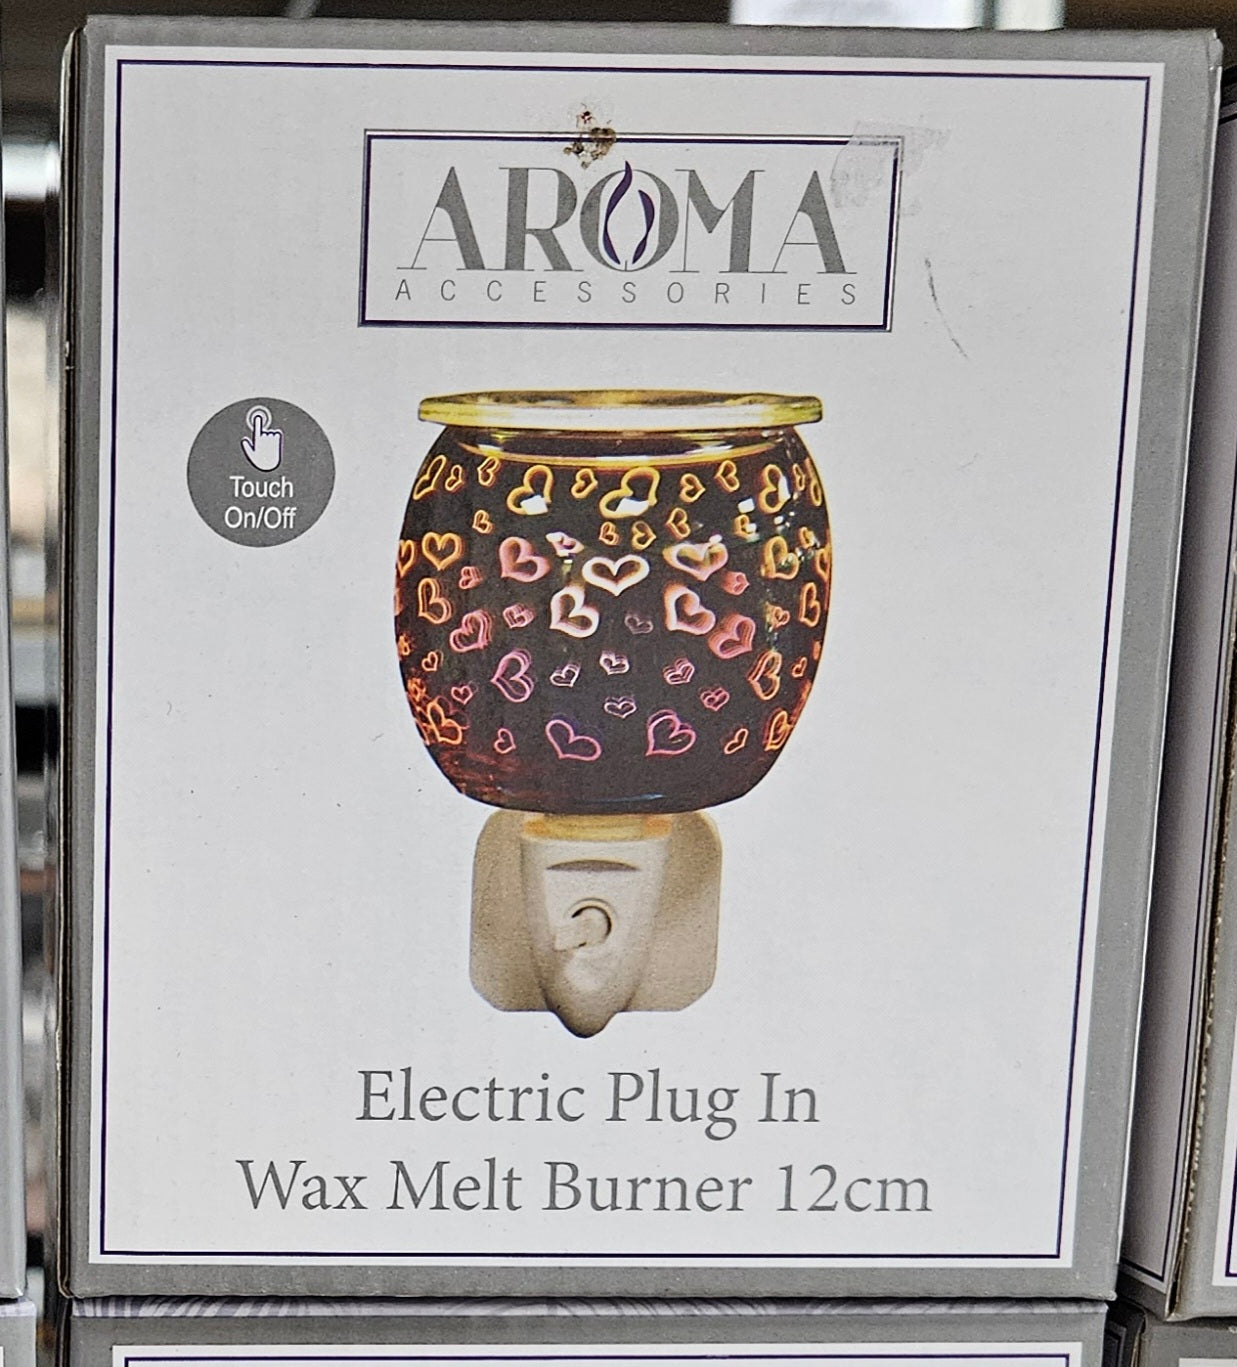 AROMA
ACCESSORIES
Touch
On/Off
Electric Plug In
Wax Melt Burner 12cm